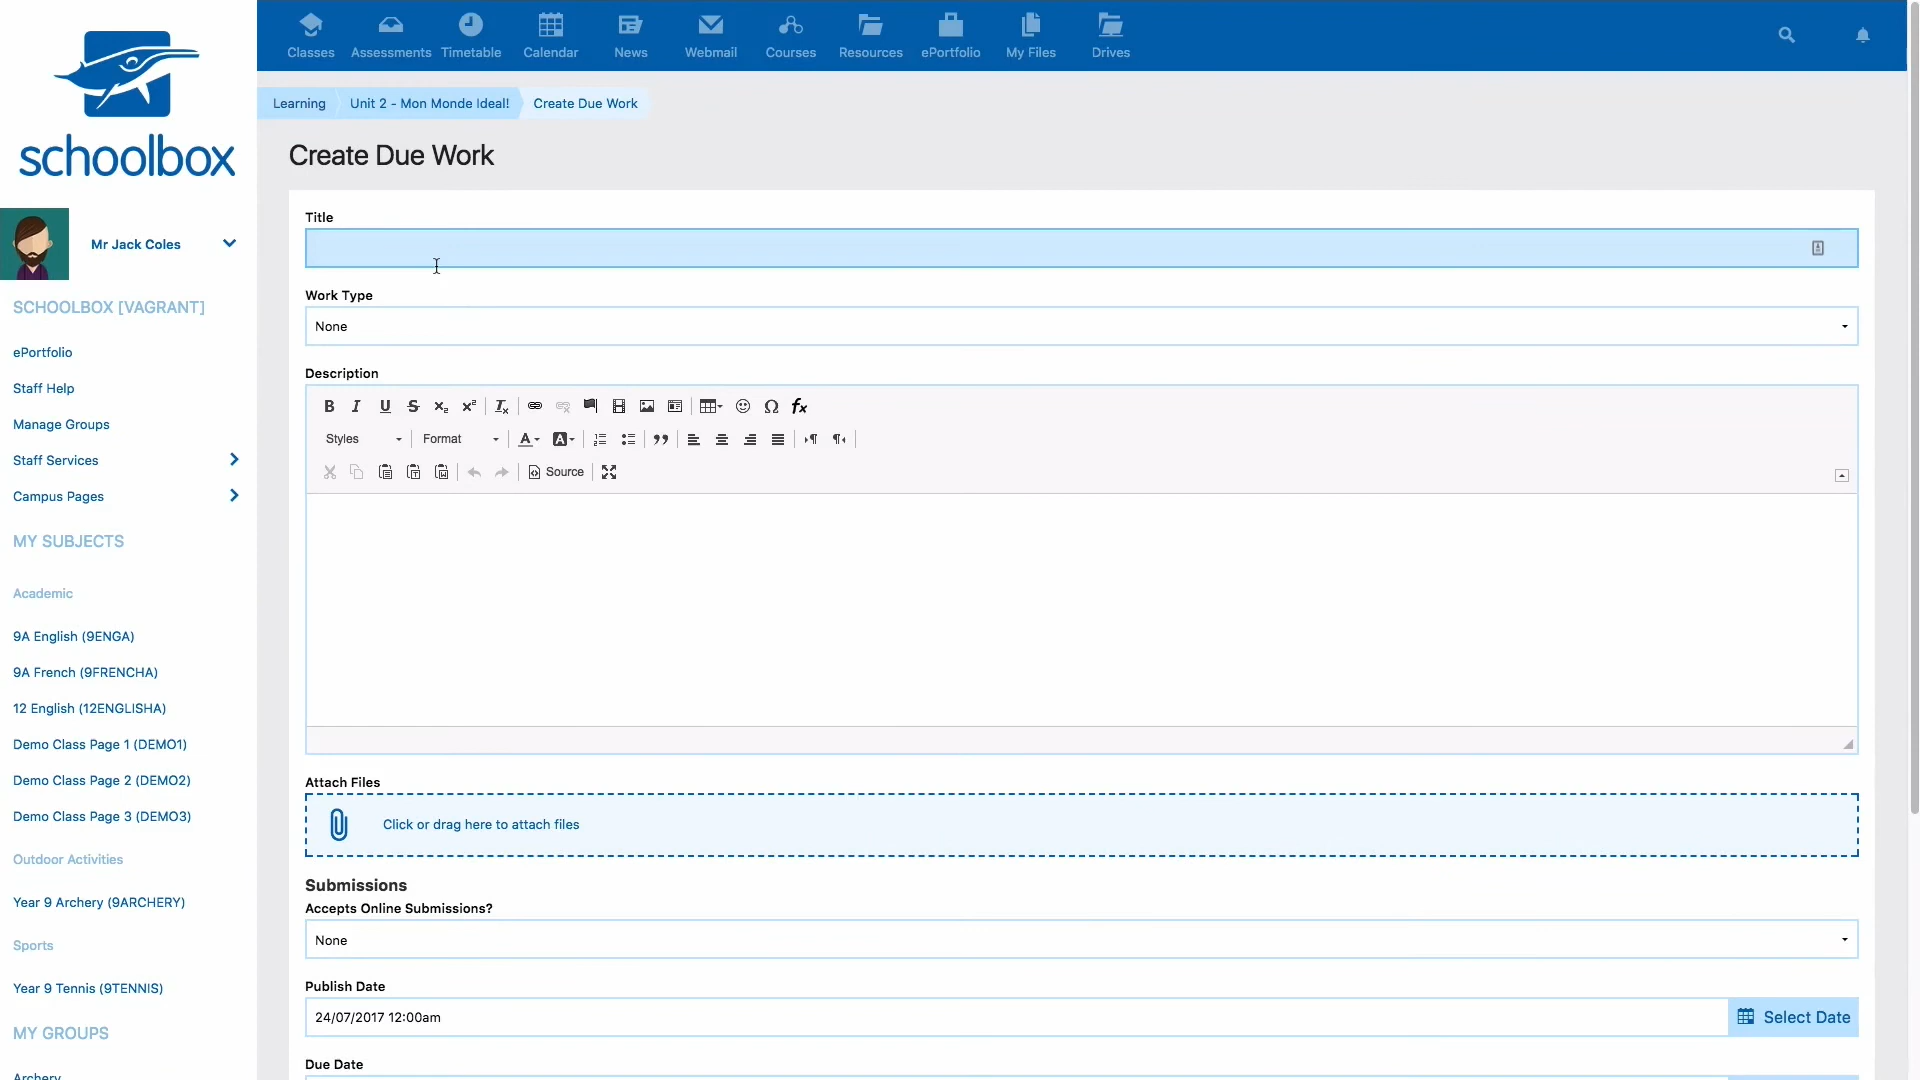 Classes Assessments Timetable Calendar News Webmail Courses Resources ePortfolio My Files Drives
schoolbox
Mr Jack Coles
SCHOOLBOX [VAGRANT]
ePortfolio
Staff Help
Manage Groups
Staff Services
Campus Pages
MY SUBJECTS
Academic
9A English (9ENGA)
9A French (9FRENCHA)
12 English (12ENGLISHA)
Demo Class Page 1 (DEMO1)
Demo Class Page 2 (DEMO2)
Demo Class Page 3 (DEMO3)
Outdoor Activities
Year 9 Archery (9ARCHERY)
Sports
Year 9 Tennis (9TENNIS)
MY GROUPS
Archery
Learning Unit 2 - Mon Monde Ideal! Create Due Work
Create Due Work
Title
Work Type
None
Description
B I U S x₂ x² Tx Ω fx
Styles Format A A
Source
Attach Files
Click or drag here to attach files
Submissions
Accepts Online Submissions?
None
Publish Date
24/07/2017 12:00am Select Date
Due Date